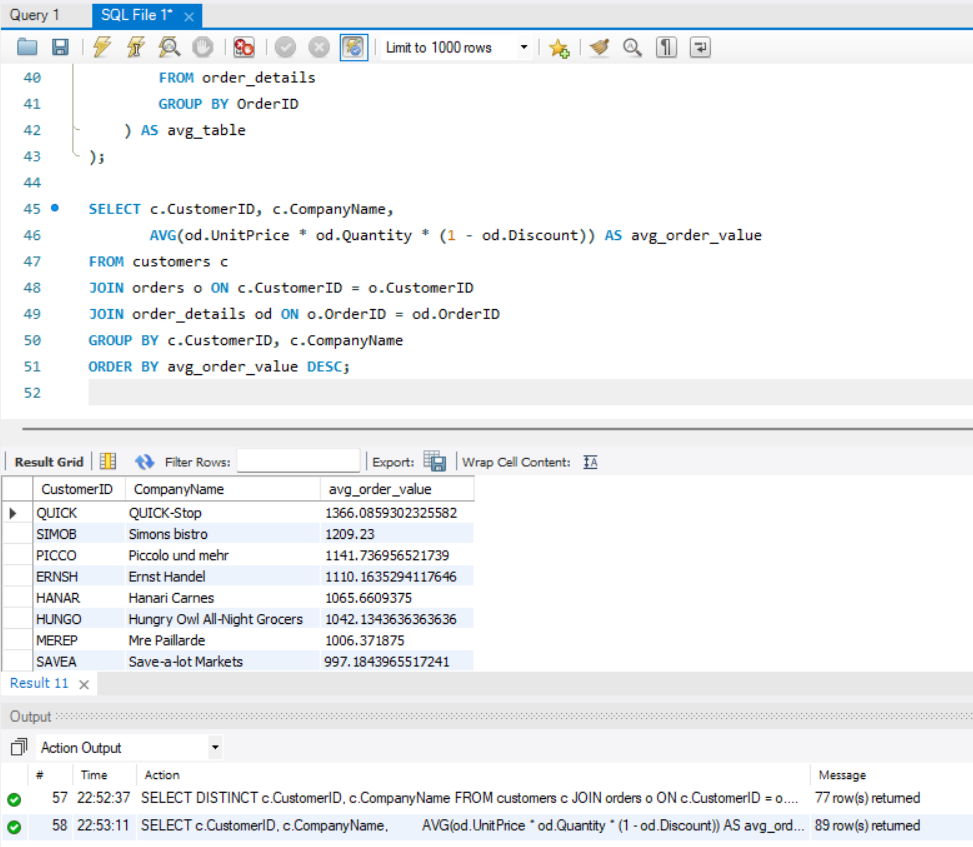 Query 1 SQL File 1* ×
Limit to 1000 rows
40 FROM order_details
41 GROUP BY OrderID
42 ) AS avg_table
43 );
44
45 SELECT c.CustomerID, c.CompanyName,
46 AVG(od.UnitPrice * od.Quantity * (1 - od.Discount)) AS avg_order_value
47 FROM customers c
48 JOIN orders o ON c.CustomerID = o.CustomerID
49 JOIN order_details od ON o.OrderID = od.OrderID
50 GROUP BY c.CustomerID, c.CompanyName
51 ORDER BY avg_order_value DESC;
52
Result Grid Filter Rows: Export: Wrap Cell Content: IA
CustomerID CompanyName avg_order_value
QUICK QUICK-Stop 1366.0859302325582
SIMOB Simons bistro 1209.23
PICCO Piccolo und mehr 1141.736956521739
ERNSH Ernst Handel 1110.1635294117646
HANAR Hanari Carnes 1065.6609375
HUNGO Hungry Owl All-Night Grocers 1042.1343636363636
MEREP Mre Paillarde 1006.371875
SAVEA Save-a-lot Markets 997.1843965517241
Result 11 ×
Output
Action Output
# Time Action Message
57 22:52:37 SELECT DISTINCT c.CustomerID, c.CompanyName FROM customers c JOIN orders o ON c.CustomerID = o.... 77 row(s) returned
58 22:53:11 SELECT c.CustomerID, c.CompanyName, AVG(od.UnitPrice * od.Quantity * (1 - od.Discount)) AS avg_ord... 89 row(s) returned